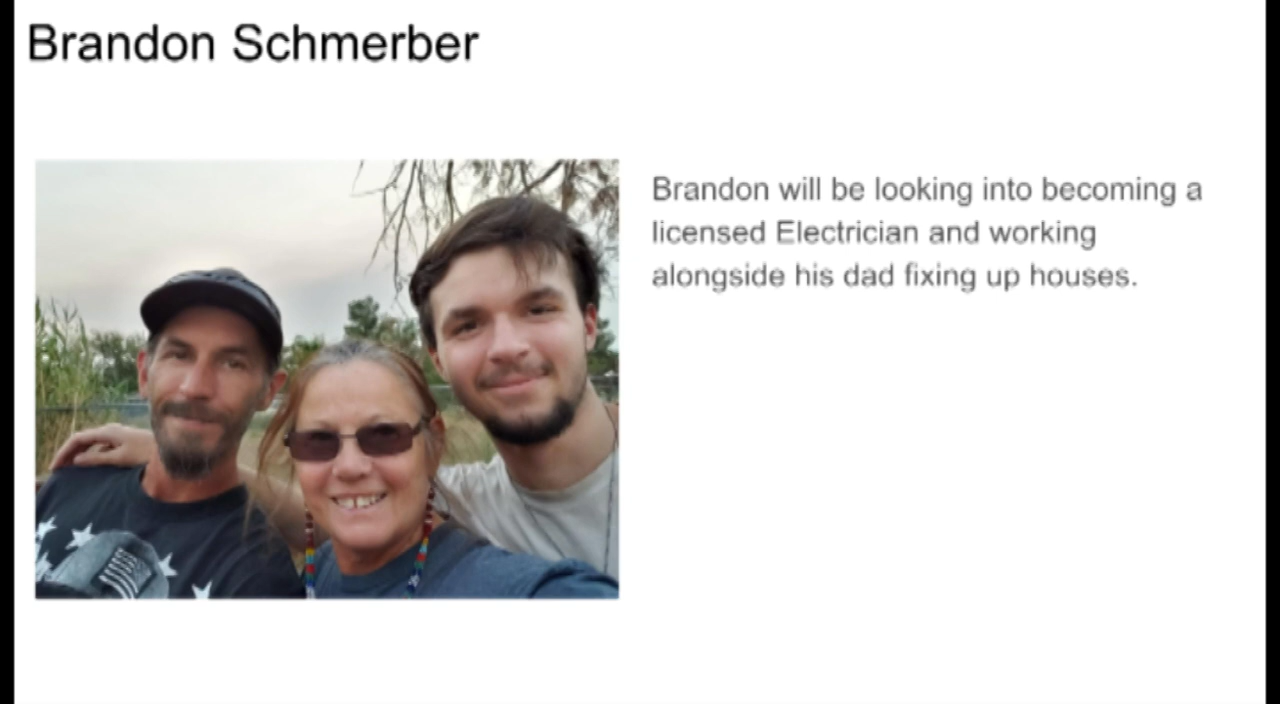 Brandon Schmerber
Brandon will be looking into becoming a
licensed Electrician and working
alongside his dad fixing up houses.